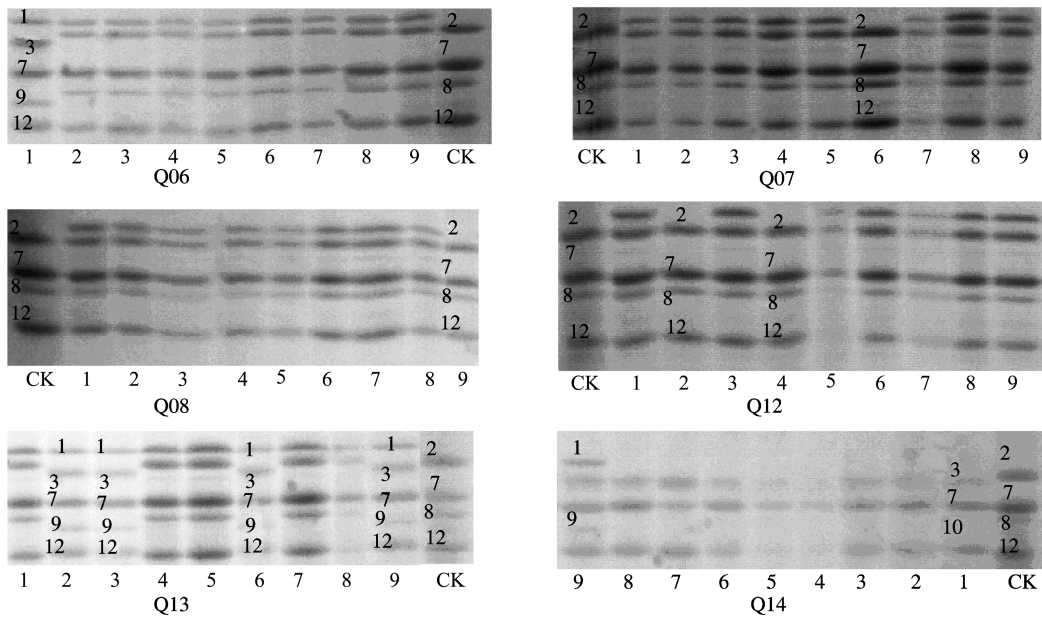 1 2
3 7
7 8
9
12 12
1 2 3 4 5 6 7 8 9 CK
Q06
2 2
7 7
8 8
12 12
CK 1 2 3 4 5 6 7 8 9
Q07
2 2
7 7
8 8
12 12
CK 1 2 3 4 5 6 7 8 9
Q08
2 2 2
7 7 7
8 8 8
12 12 12
CK 1 2 3 4 5 6 7 8 9
Q12
1 1 1 1 2
3 3 3 3 7
7 7 7 7
9 9 9 9 8
12 12 12 12 12
1 2 3 4 5 6 7 8 9 CK
Q13
1 2
3
7 7
9 10 8
12
9 8 7 6 5 4 3 2 1 CK
Q14